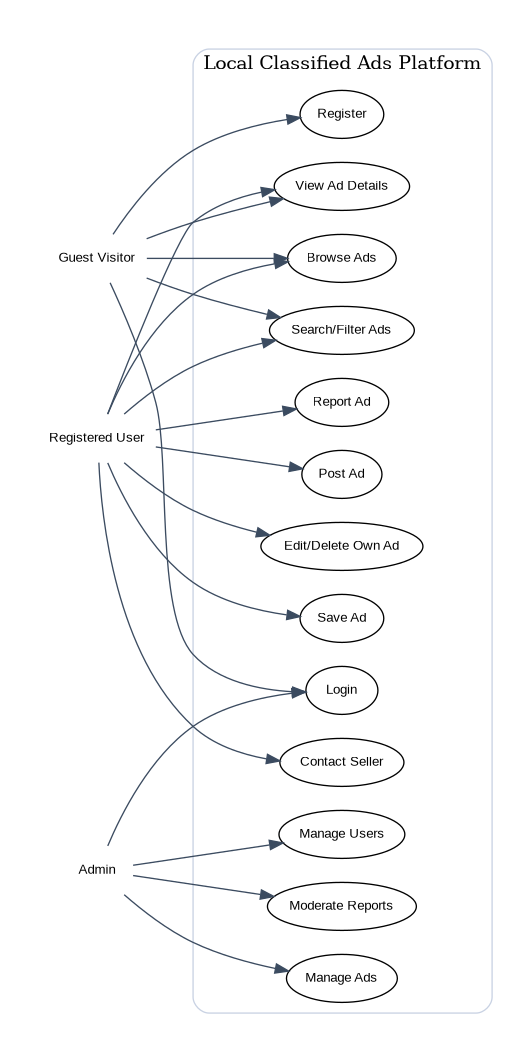 Local Classified Ads Platform
Register
View Ad Details
Guest Visitor
Browse Ads
Search/Filter Ads
Report Ad
Registered User
Post Ad
Edit/Delete Own Ad
Save Ad
Login
Contact Seller
Manage Users
Admin
Moderate Reports
Manage Ads